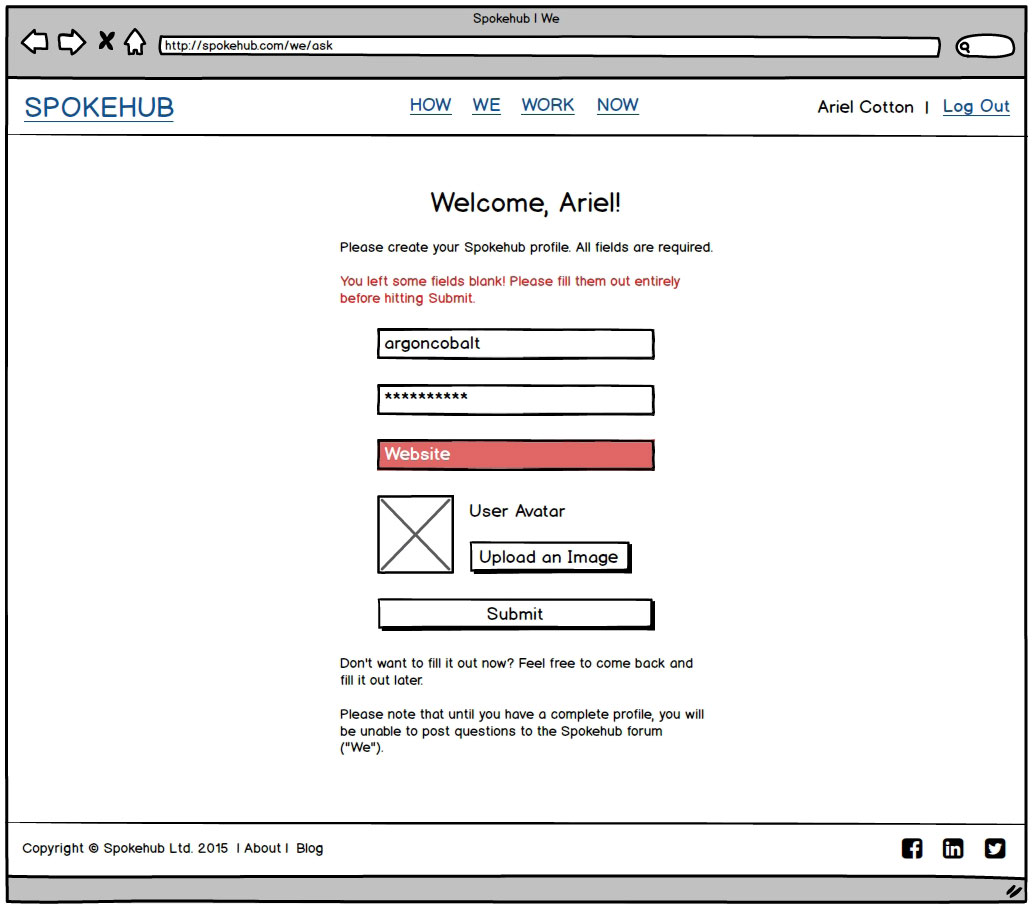 Spokehub | We
http://spokehub.com/we/ask
SPOKEHUB HOW WE WORK NOW Ariel Cotton | Log Out
Welcome, Ariel!
Please create your Spokehub profile. All fields are required.
You left some fields blank! Please fill them out entirely
before hitting Submit.
argoncobalt
**********
Website
User Avatar
Upload an Image
Submit
Don't want to fill it out now? Feel free to come back and
fill it out later.
Please note that until you have a complete profile, you will
be unable to post questions to the Spokehub forum
("We").
Copyright © Spokehub Ltd. 2015 | About | Blog